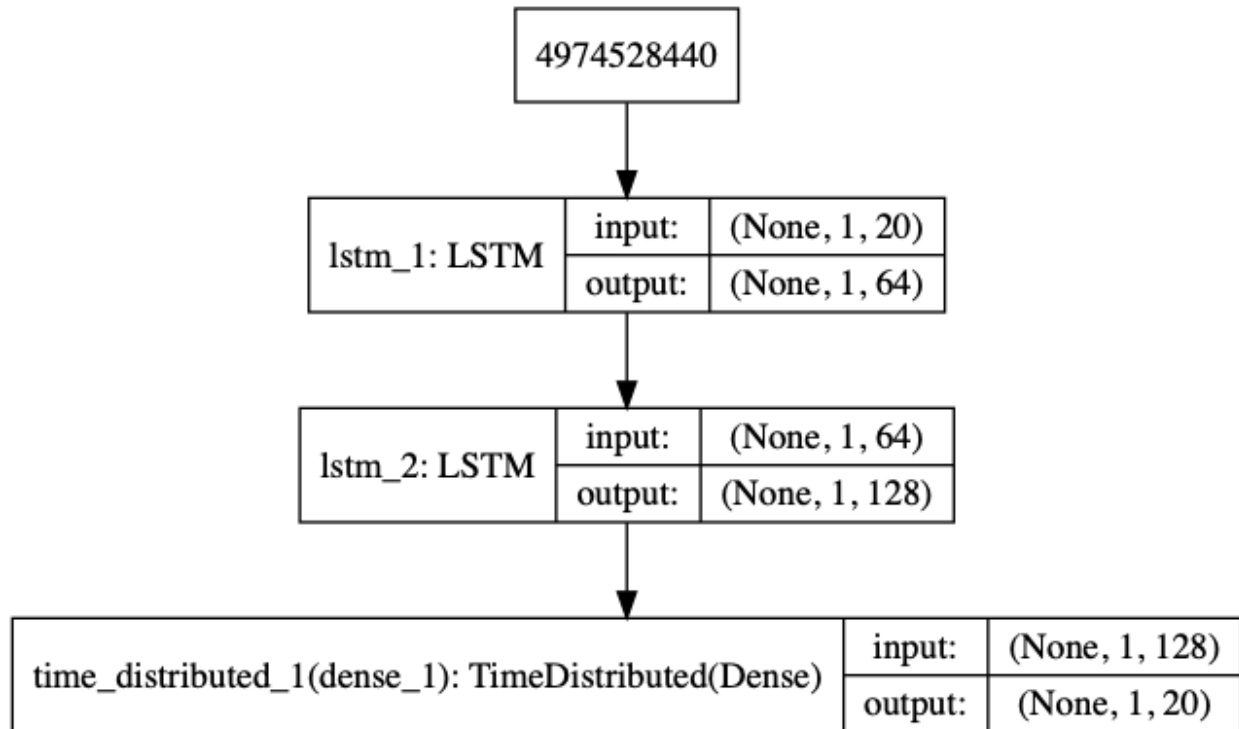 4974528440
lstm_1: LSTM
input:
(None, 1, 20)
output:
(None, 1, 64)
lstm_2: LSTM
input:
(None, 1, 64)
output:
(None, 1, 128)
time_distributed_1(dense_1): TimeDistributed(Dense)
input:
(None, 1, 128)
output:
(None, 1, 20)